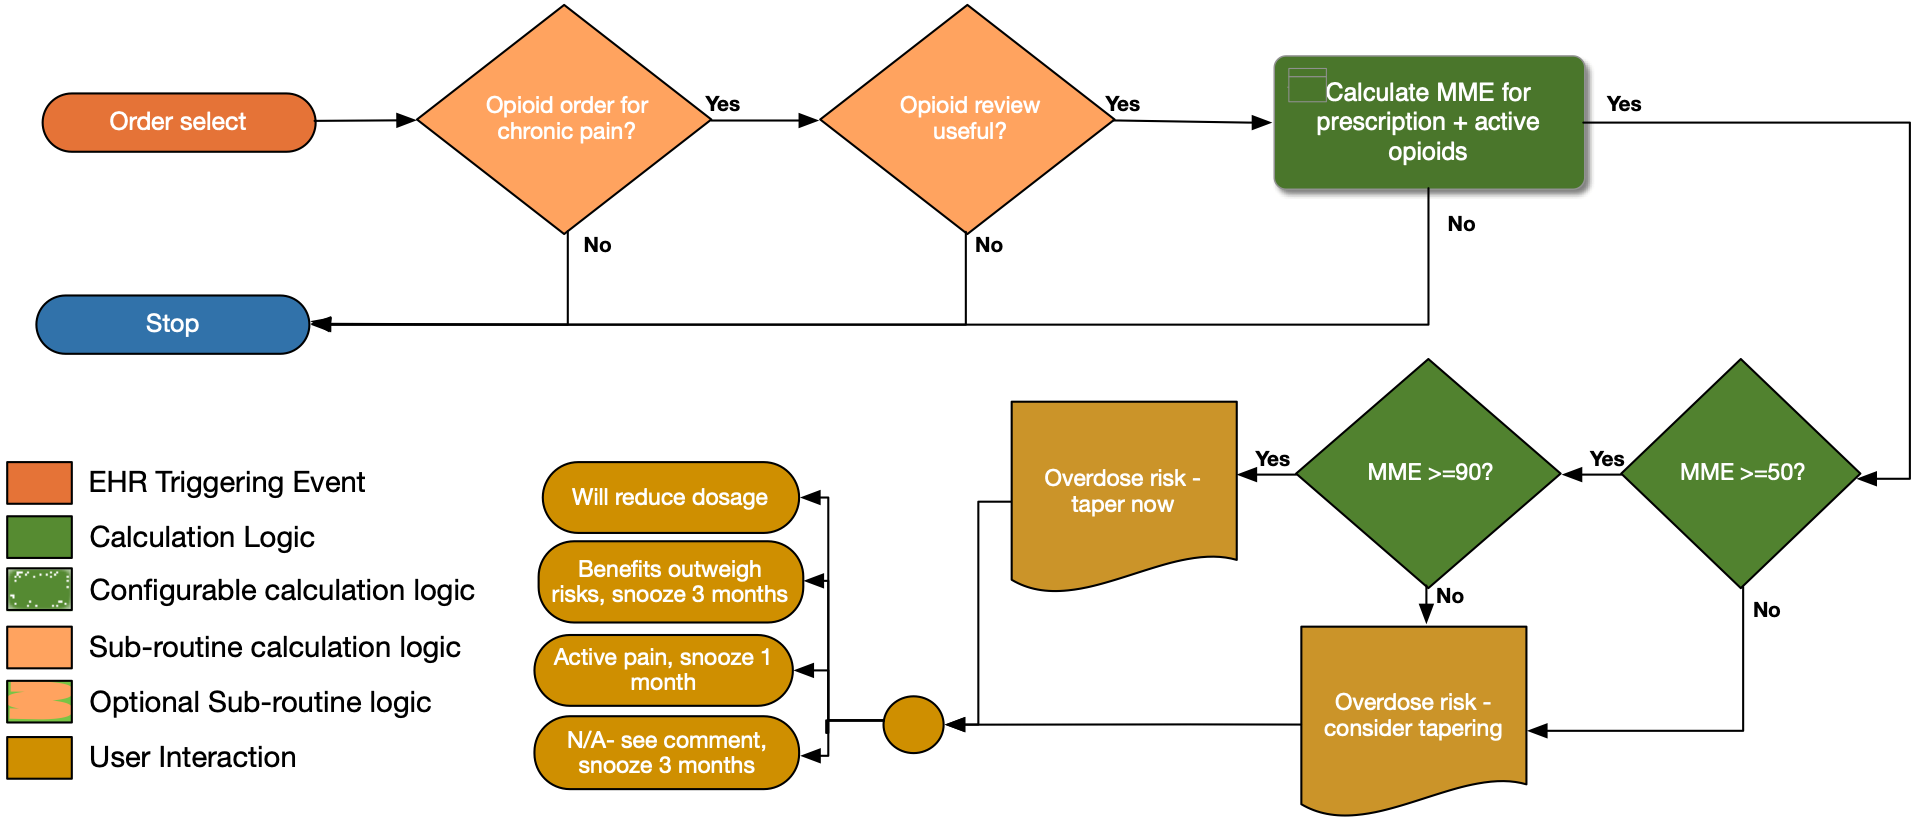 Order select
Opioid order for
chronic pain?
Yes
No
Opioid review
useful?
Yes
No
Calculate MME for
prescription + active
opioids
Yes
No
Stop
MME >=50?
Yes
No
MME >=90?
Yes
No
Overdose risk -
taper now
Overdose risk -
consider tapering
Will reduce dosage
Benefits outweigh
risks, snooze 3 months
Active pain, snooze 1
month
N/A- see comment,
snooze 3 months
EHR Triggering Event
Calculation Logic
Configurable calculation logic
Sub-routine calculation logic
Optional Sub-routine logic
User Interaction